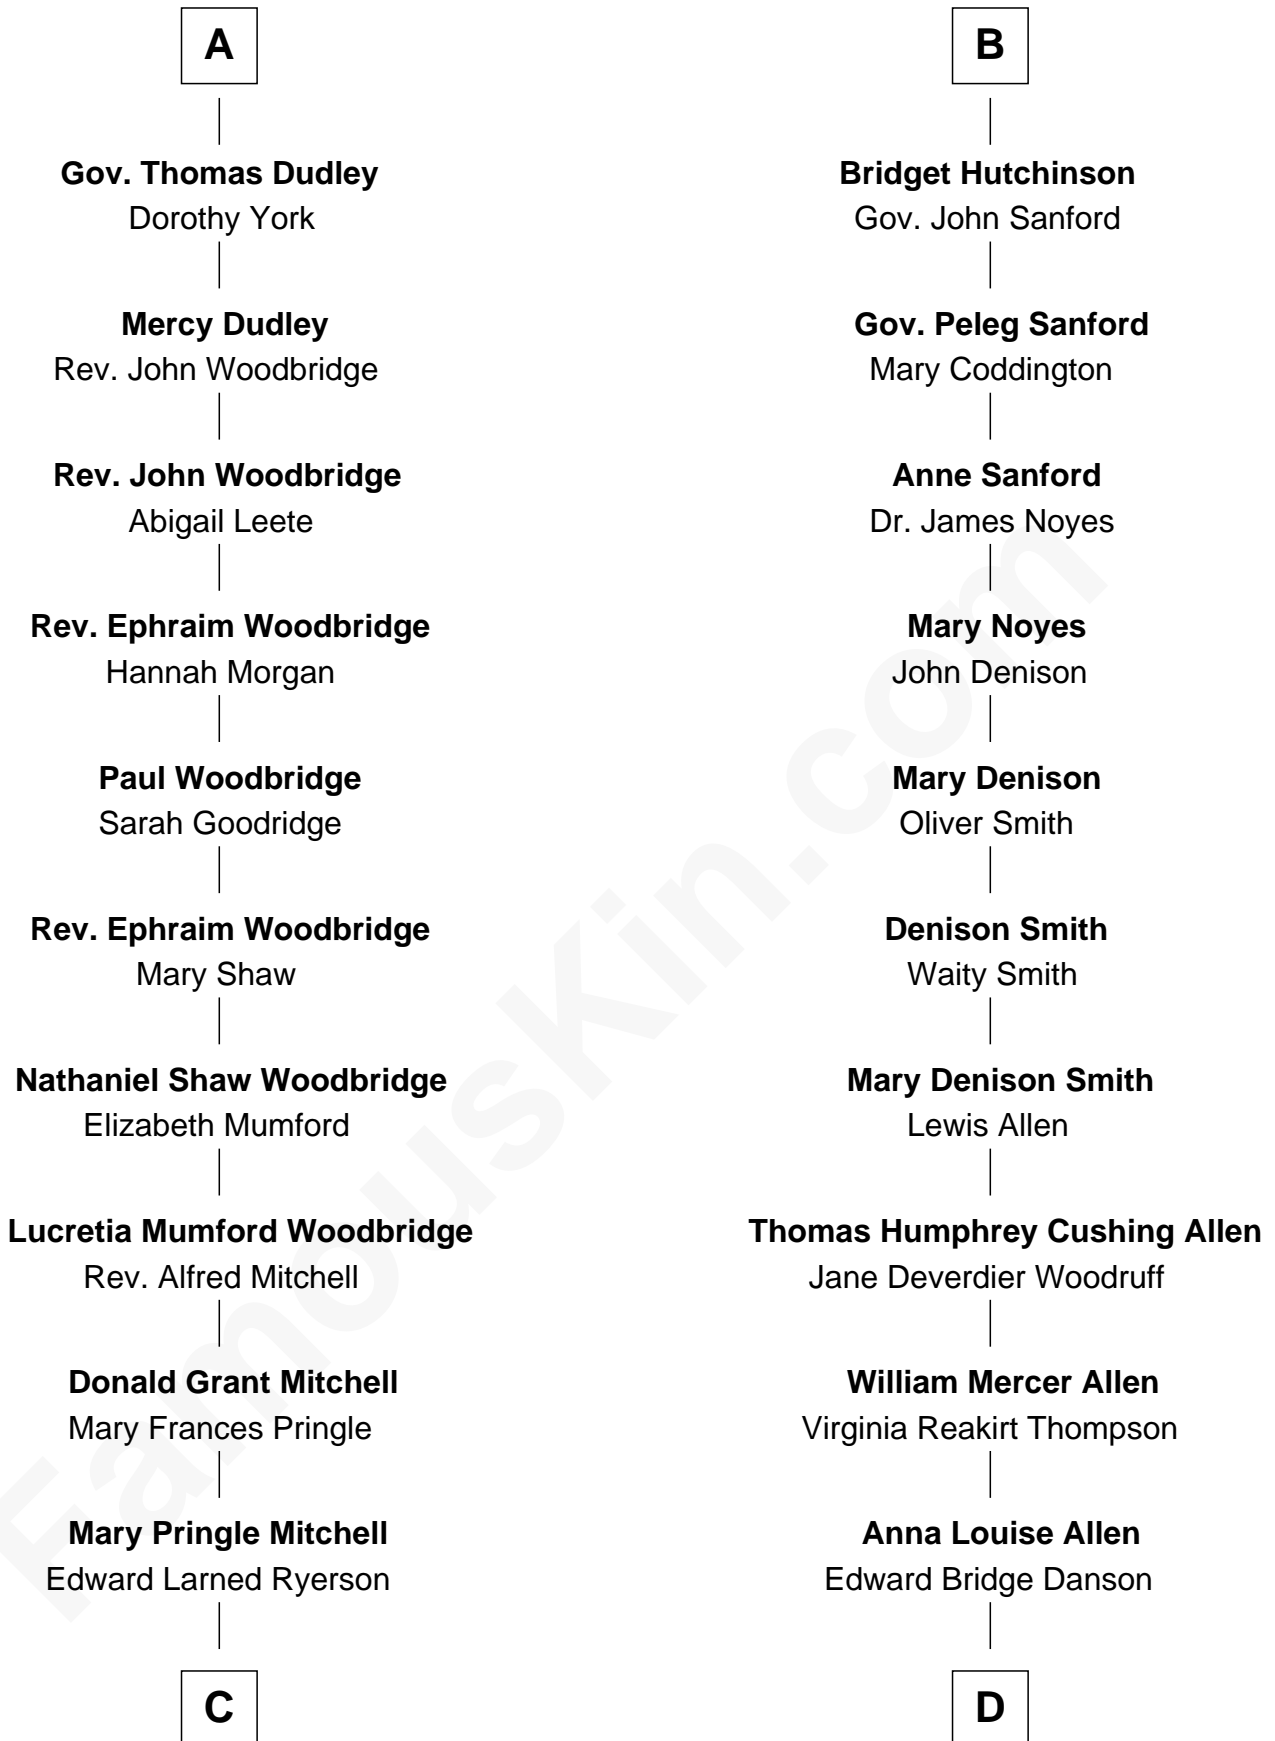 A
Gov. Thomas Dudley
Dorothy York
Mercy Dudley
Rev. John Woodbridge
Rev. John Woodbridge
Abigail Leete
Rev. Ephraim Woodbridge
Hannah Morgan
Paul Woodbridge
Sarah Goodridge
Rev. Ephraim Woodbridge
Mary Shaw
Nathaniel Shaw Woodbridge
Elizabeth Mumford
Lucretia Mumford Woodbridge
Rev. Alfred Mitchell
Donald Grant Mitchell
Mary Frances Pringle
Mary Pringle Mitchell
Edward Larned Ryerson
C
B
Bridget Hutchinson
Gov. John Sanford
Gov. Peleg Sanford
Mary Coddington
Anne Sanford
Dr. James Noyes
Mary Noyes
John Denison
Mary Denison
Oliver Smith
Denison Smith
Waity Smith
Mary Denison Smith
Lewis Allen
Thomas Humphrey Cushing Allen
Jane Deverdier Woodruff
William Mercer Allen
Virginia Reakirt Thompson
Anna Louise Allen
Edward Bridge Danson
D
FamousKin.com